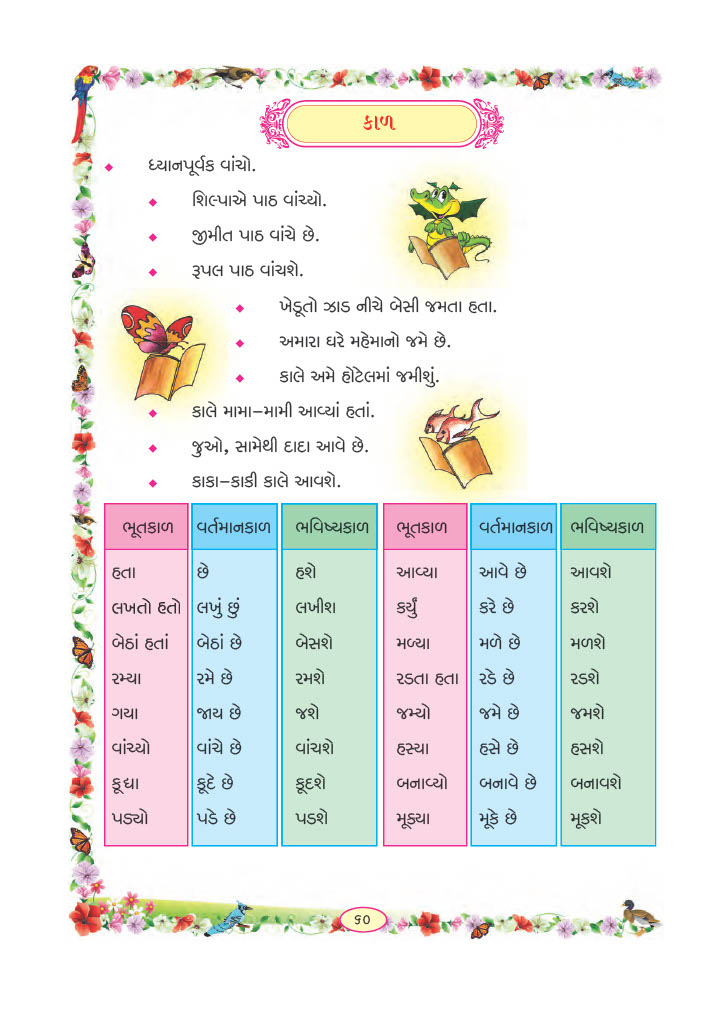 કાળ
ધ્યાનપૂર્વક વાંચો.
શિલ્પાએ પાઠ વાંચ્યો.
જીમીત પાઠ વાંચે છે.
રૂપલ પાઠ વાંચશે.
ખેડૂતો ઝાડ નીચે બેસી જમતા હતા.
અમારા ઘરે મહેમાનો જમે છે.
કાલે અમે હોટેલમાં જમીશું.
કાલે મામા–મામી આવ્યાં હતાં.
જુઓ, સામેથી દાદા આવે છે.
કાકા–કાકી કાલે આવશે.
ભૂતકાળ વર્તમાનકાળ ભવિષ્યકાળ ભૂતકાળ વર્તમાનકાળ ભવિષ્યકાળ
હતા છે હશે આવ્યા આવે છે આવશે
લખતો હતો લખું છું લખીશ કર્યું કરે છે કરશે
બેઠાં હતાં બેઠાં છે બેસશે મળ્યા મળે છે મળશે
રમ્યા રમે છે રમશે રડતા હતા રડે છે રડશે
ગયા જાય છે જશે જમ્યો જમે છે જમશે
વાંચ્યો વાંચે છે વાંચશે હસ્યા હસે છે હસશે
કૂદ્યા કૂદે છે કૂદશે બનાવ્યો બનાવે છે બનાવશે
પડ્યો પડે છે પડશે મૂક્યા મૂકે છે મૂકશે
૬૦